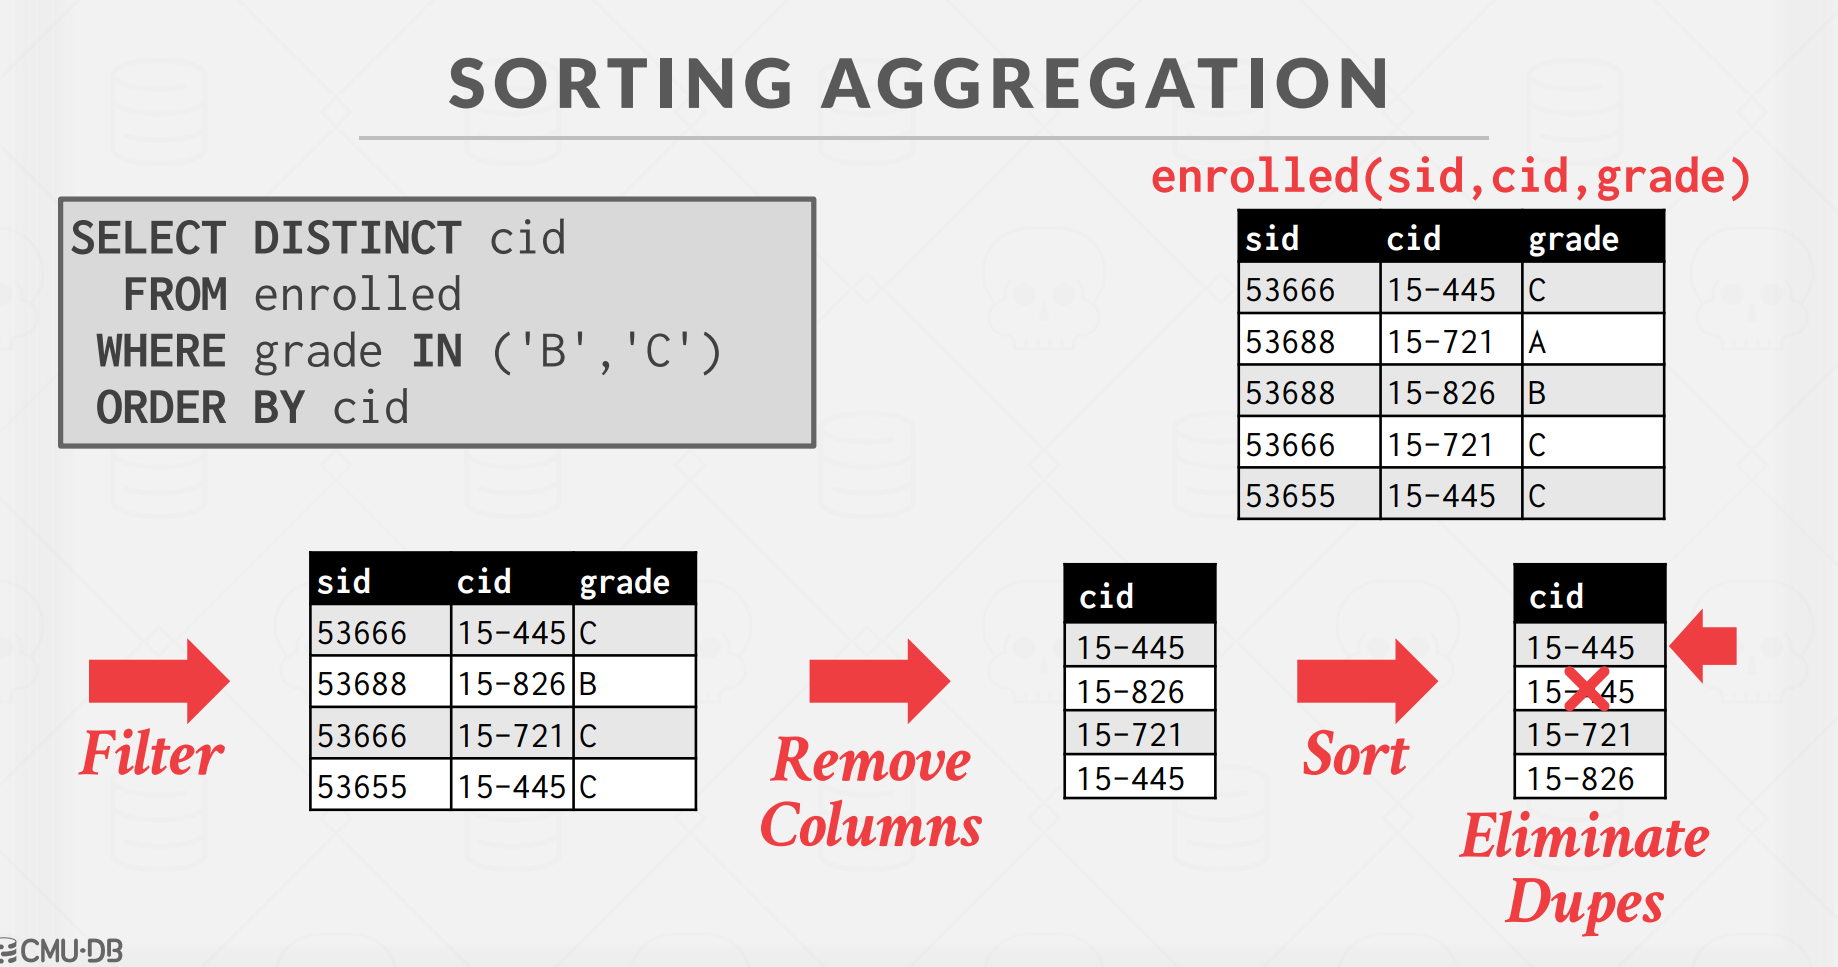 SORTING AGGREGATION
enrolled(sid,cid,grade)
SELECT DISTINCT cid
FROM enrolled
WHERE grade IN ('B','C')
ORDER BY cid
sid cid grade
53666 15-445 C
53688 15-721 A
53688 15-826 B
53666 15-721 C
53655 15-445 C
Filter
sid cid grade
53666 15-445 C
53688 15-826 B
53666 15-721 C
53655 15-445 C
Remove
Columns
cid
15-445
15-826
15-721
15-445
Sort
cid
15-445
15-445
15-721
15-826
Eliminate
Dupes
CMU·DB